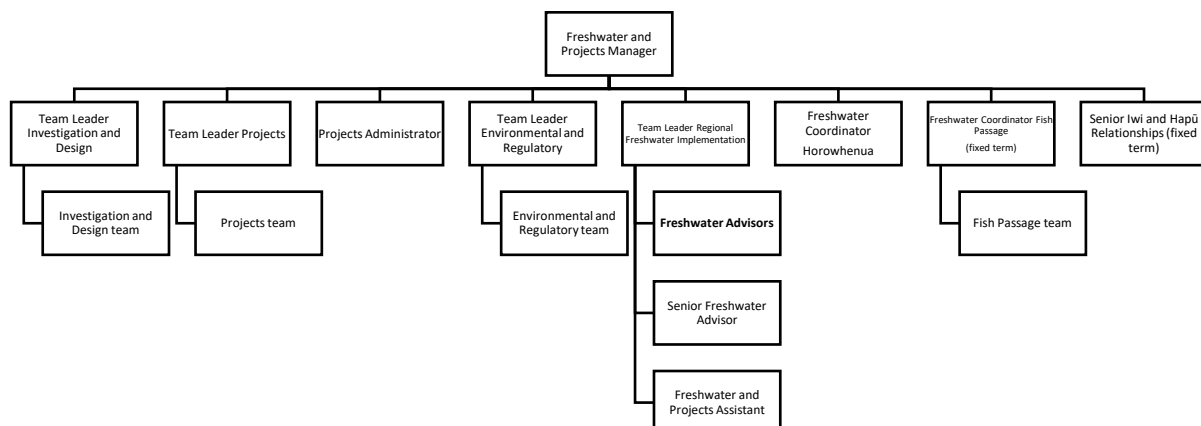 Freshwater and
Projects Manager
Team Leader
Investigation and
Design
Team Leader Projects
Projects Administrator
Team Leader
Environmental and
Regulatory
Team Leader Regional
Freshwater Implementation
Freshwater
Coordinator
Horowhenua
Freshwater Coordinator Fish
Passage
(fixed term)
Senior Iwi and Hapū
Relationships (fixed
term)
Investigation and
Design team
Projects team
Environmental and
Regulatory team
Freshwater Advisors
Fish Passage team
Senior Freshwater
Advisor
Freshwater and
Projects Assistant